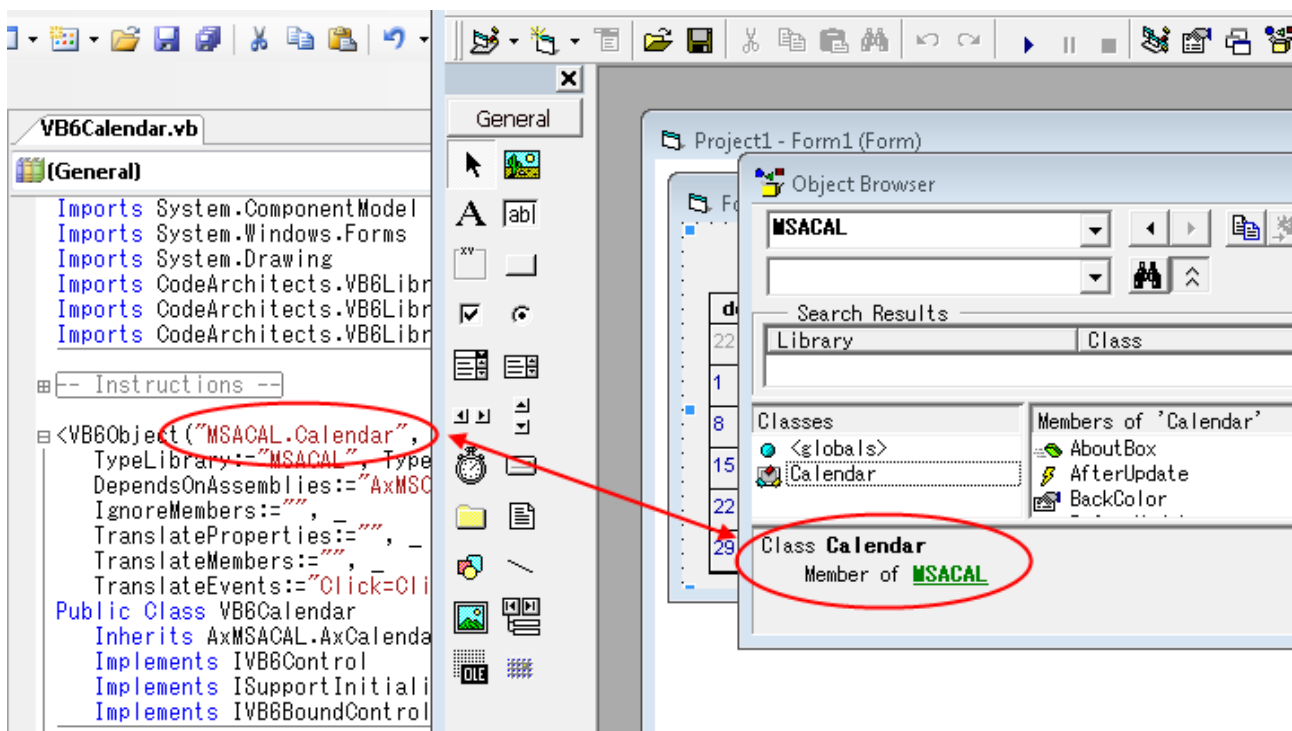 VB6Calendar.vb
(General)
Imports System.ComponentModel
Imports System.Windows.Forms
Imports System.Drawing
Imports CodeArchitects.VB6Libr
Imports CodeArchitects.VB6Libr
Imports CodeArchitects.VB6Libr
-- Instructions --
<VB6Object("MSACAL.Calendar",
TypeLibrary:="MSACAL", Type
DependsOnAssemblies:="AxMSC
IgnoreMembers:="", _
TranslateProperties:="", _
TranslateMembers:="", _
TranslateEvents:="Click=Cli
Public Class VB6Calendar
Inherits AxMSACAL.AxCalenda
Implements IVB6Control
Implements ISupportInitiali
Implements IVB6BoundControl
General
A
ab|
XY
OLE
Project1 - Form1 (Form)
Fo
d
22
1
8
15
22
29
Object Browser
MSACAL
Search Results
Library Class
Classes
<globals>
Calendar
Members of 'Calendar'
AboutBox
AfterUpdate
BackColor
Class Calendar
Member of MSACAL